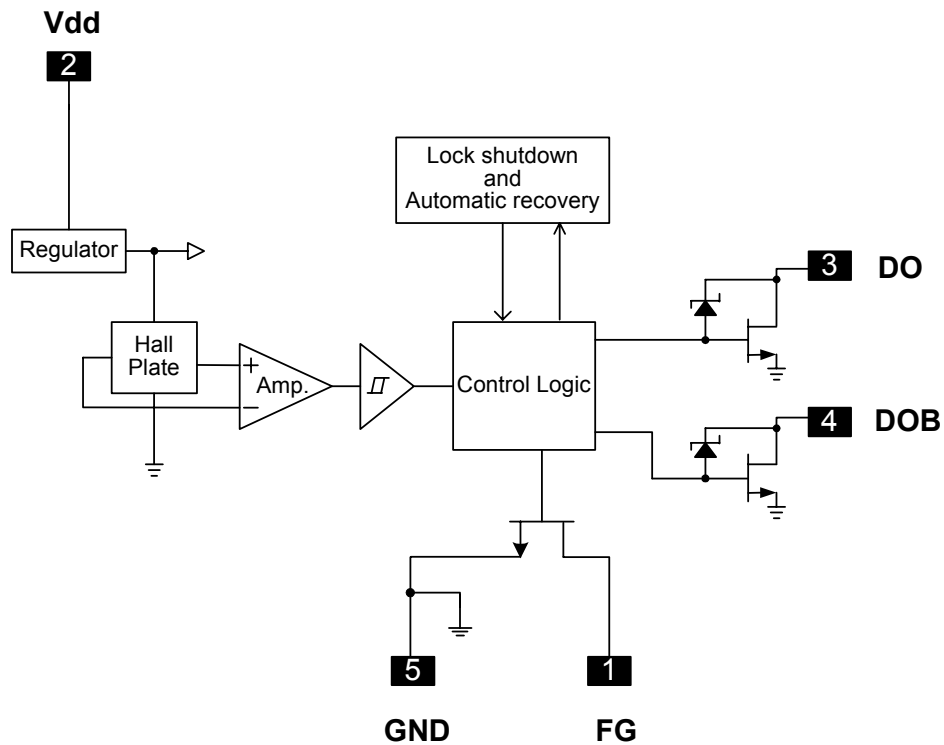 Vdd
2
Lock shutdown
and
Automatic recovery
Regulator
3 DO
Hall
Plate
+
Amp.
−
Control Logic
4 DOB
5
1
GND
FG